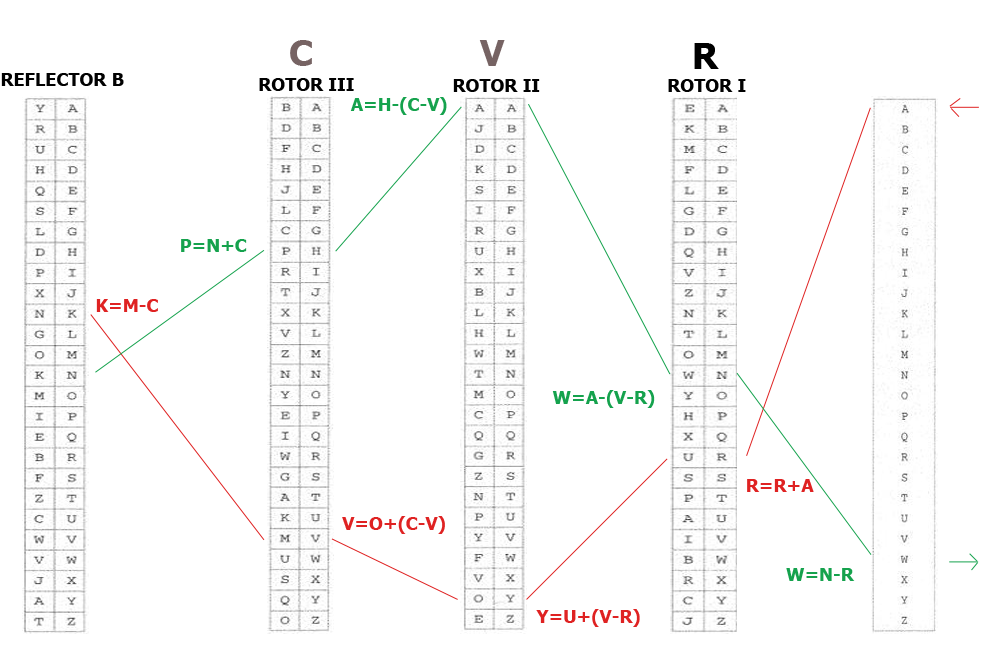 C V R
REFLECTOR B ROTOR III ROTOR II ROTOR I
Y A B A A=H-(C-V) A A E A A
R B D B J B K B B
U C F C D C M C C
H D H D K D F D D
Q E J E S E L E E
S F L F I F G F F
L G C G R G D G G
D H P=N+C P H U H Q H H
P I R I X I V I I
X J T J B J Z J J
N K K=M-C X K L K N K K
G L V L H L T L L
O M Z M W M O M M
K N N N T N W N N
M O Y O M O W=A-(V-R) Y O O
I P E P C P H P P
E Q I Q Q Q X Q Q
B R W R G R U R R
F S G S Z S S S R=R+A S
Z T A T N T P T T
C U K U V=O+(C-V) P U A U U
W V M V Y V I V V
V W U W F W B W W
J X S X V X R X W=N-R X
A Y Q Y O Y C Y Y
T Z O Z E Z Y=U+(V-R) J Z Z